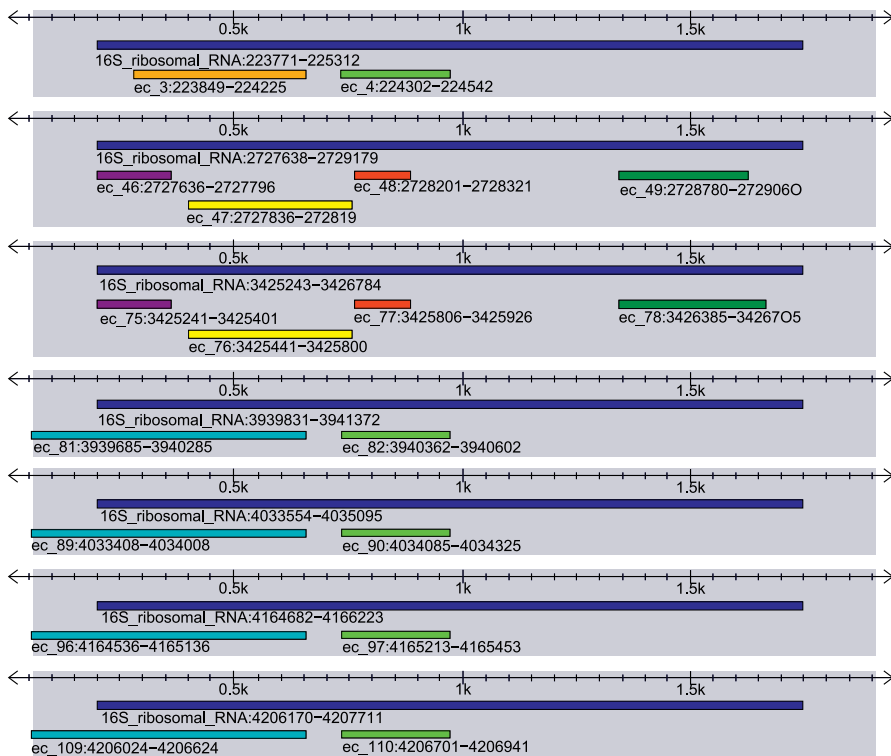 0.5k 1k 1.5k
16S_ribosomal_RNA:223771−225312
ec_3:223849−224225 ec_4:224302−224542
0.5k 1k 1.5k
16S_ribosomal_RNA:2727638−2729179
ec_46:2727636−2727796 ec_48:2728201−2728321 ec_49:2728780−272906O
ec_47:2727836−272819
0.5k 1k 1.5k
16S_ribosomal_RNA:3425243−3426784
ec_75:3425241−3425401 ec_77:3425806−3425926 ec_78:3426385−34267O5
ec_76:3425441−3425800
0.5k 1k 1.5k
16S_ribosomal_RNA:3939831−3941372
ec_81:3939685−3940285 ec_82:3940362−3940602
0.5k 1k 1.5k
16S_ribosomal_RNA:4033554−4035095
ec_89:4033408−4034008 ec_90:4034085−4034325
0.5k 1k 1.5k
16S_ribosomal_RNA:4164682−4166223
ec_96:4164536−4165136 ec_97:4165213−4165453
0.5k 1k 1.5k
16S_ribosomal_RNA:4206170−4207711
ec_109:4206024−4206624 ec_110:4206701−4206941